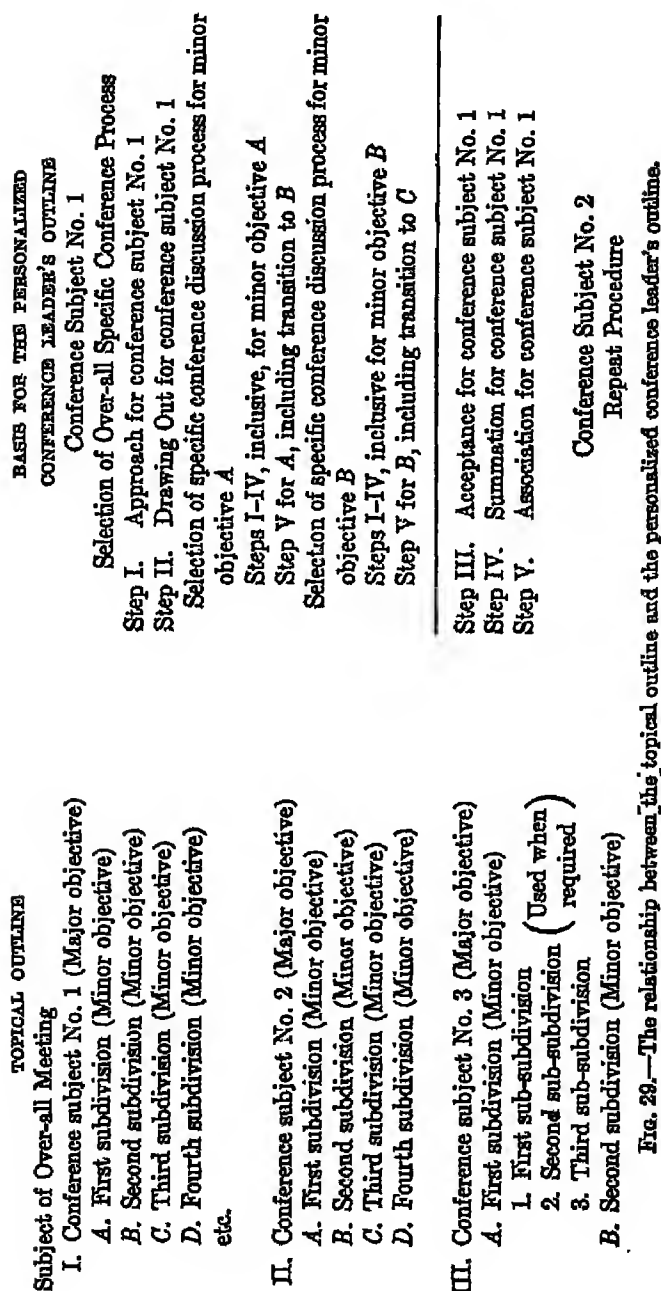 TOPICAL OUTLINE
Subject of Over-all Meeting
I. Conference subject No. 1 (Major objective)
A. First subdivision (Minor objective)
B. Second subdivision (Minor objective)
C. Third subdivision (Minor objective)
D. Fourth subdivision (Minor objective)
etc.
II. Conference subject No. 2 (Major objective)
A. First subdivision (Minor objective)
B. Second subdivision (Minor objective)
C. Third subdivision (Minor objective)
D. Fourth subdivision (Minor objective)
III. Conference subject No. 3 (Major objective)
A. First subdivision (Minor objective)
1. First sub-subdivision
2. Second sub-subdivision (Used when required)
3. Third sub-subdivision
B. Second subdivision (Minor objective)
BASIS FOR THE PERSONALIZED
CONFERENCE LEADER'S OUTLINE
Conference Subject No. 1
Selection of Over-all Specific Conference Process
Step I. Approach for conference subject No. 1
Step II. Drawing Out for conference subject No. 1
Selection of specific conference discussion process for minor
objective A
Steps I–IV, inclusive, for minor objective A
Step V for A, including transition to B
Selection of specific conference discussion process for minor
objective B
Steps I–IV, inclusive for minor objective B
Step V for B, including transition to C
Step III. Acceptance for conference subject No. 1
Step IV. Summation for conference subject No. 1
Step V. Association for conference subject No. 1
Conference Subject No. 2
Repeat Procedure
FIG. 29.—The relationship between the topical outline and the personalized conference leader's outline.